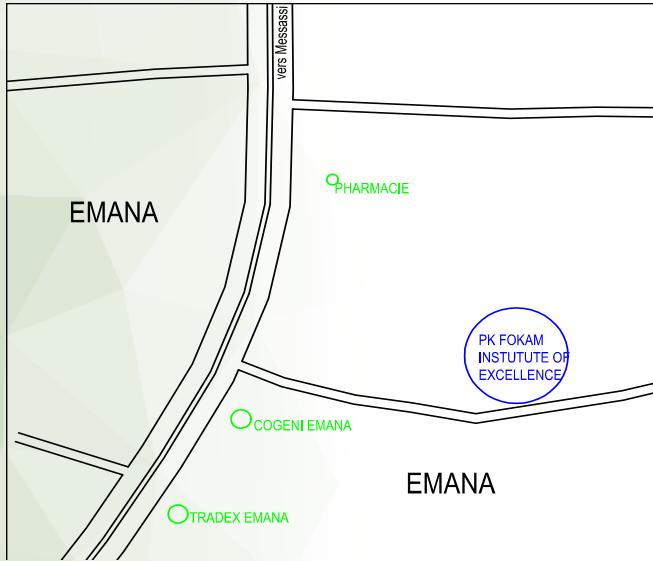 vers Messassi
PHARMACIE
EMANA
PK FOKAM
INSTUTUTE OF
EXCELLENCE
COGENI EMANA
EMANA
TRADEX EMANA